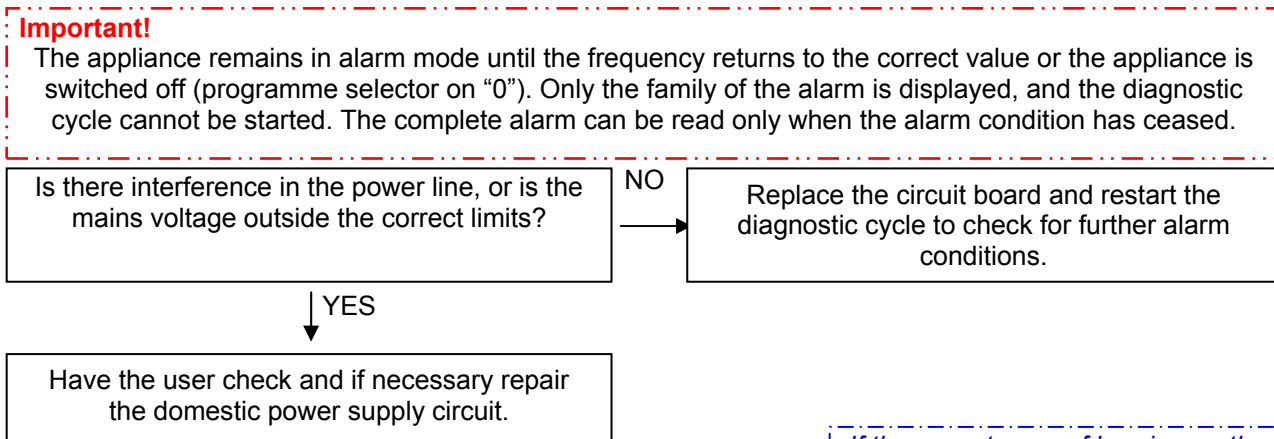 Important!
The appliance remains in alarm mode until the frequency returns to the correct value or the appliance is
switched off (programme selector on “0”). Only the family of the alarm is displayed, and the diagnostic
cycle cannot be started. The complete alarm can be read only when the alarm condition has ceased.
Is there interference in the power line, or is the
mains voltage outside the correct limits?
NO
Replace the circuit board and restart the
diagnostic cycle to check for further alarm
conditions.
YES
Have the user check and if necessary repair
the domestic power supply circuit.